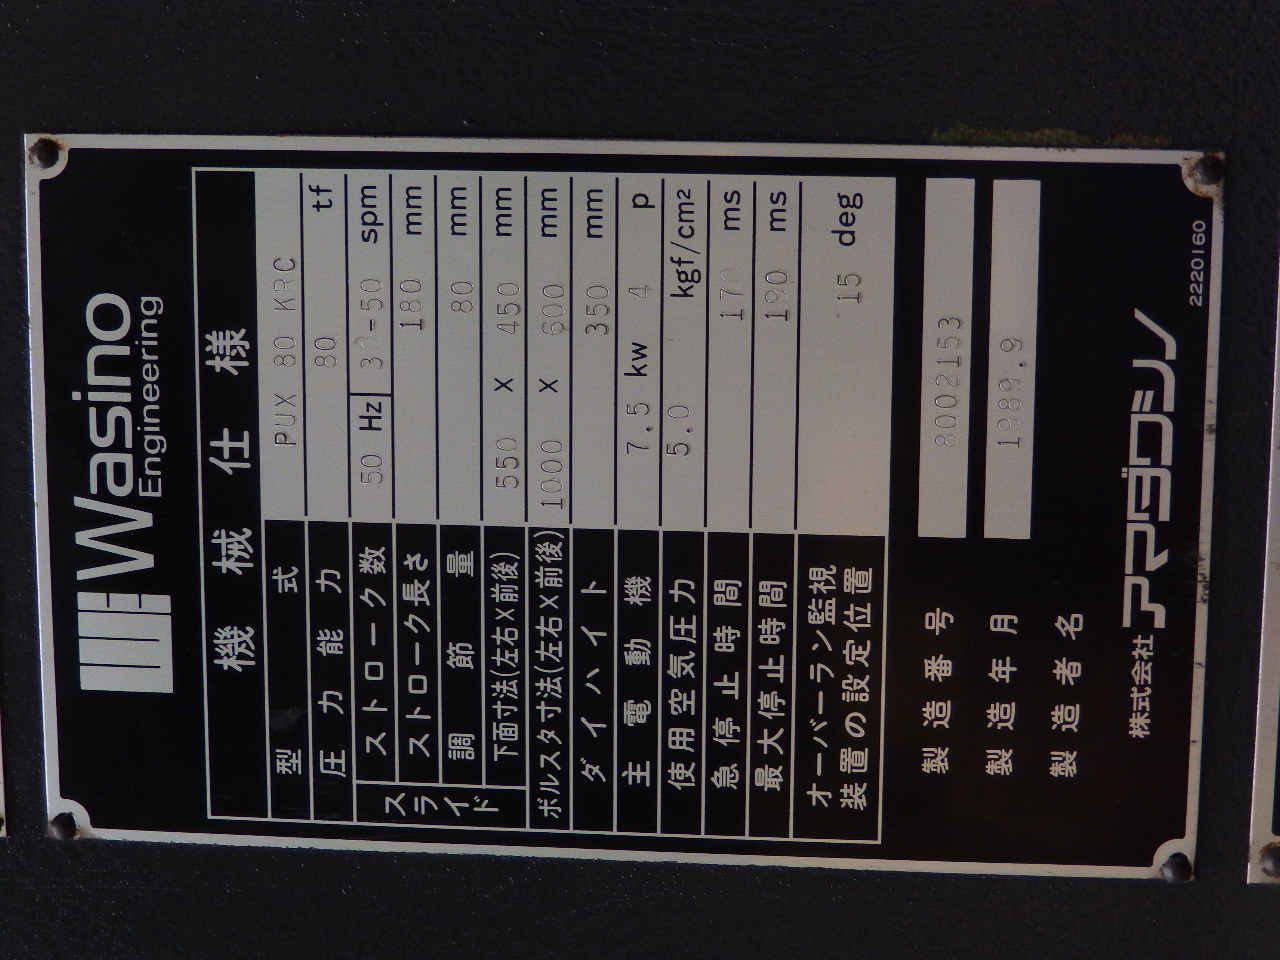 Wasino
Engineering
機械仕様
型式 PUX 80 KRC
圧力能力 80 tf
スライド
ストローク数 50 Hz -50 spm
ストローク長さ 180 mm
調節量 80 mm
下面寸法(左右×前後) 550 × 450 mm
ボルスタ寸法(左右×前後) 1000 × 600 mm
ダイハイト 350 mm
主電動機 7.5 kw 4 p
使用空気圧力 5.0 kgf/cm²
急停止時間 170 ms
最大停止時間 190 ms
オーバーラン監視
装置の設定位置 15 deg
製造番号 8002153
製造年月 1989.9
製造者名
株式会社 アマダワシノ
2220160